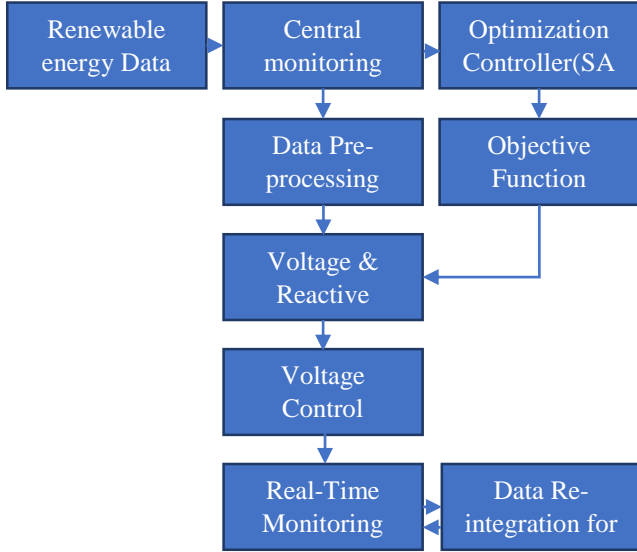 Renewable
energy Data
Central
monitoring
Optimization
Controller(SA
Data Pre-
processing
Objective
Function
Voltage &
Reactive
Voltage
Control
Real-Time
Monitoring
Data Re-
integration for